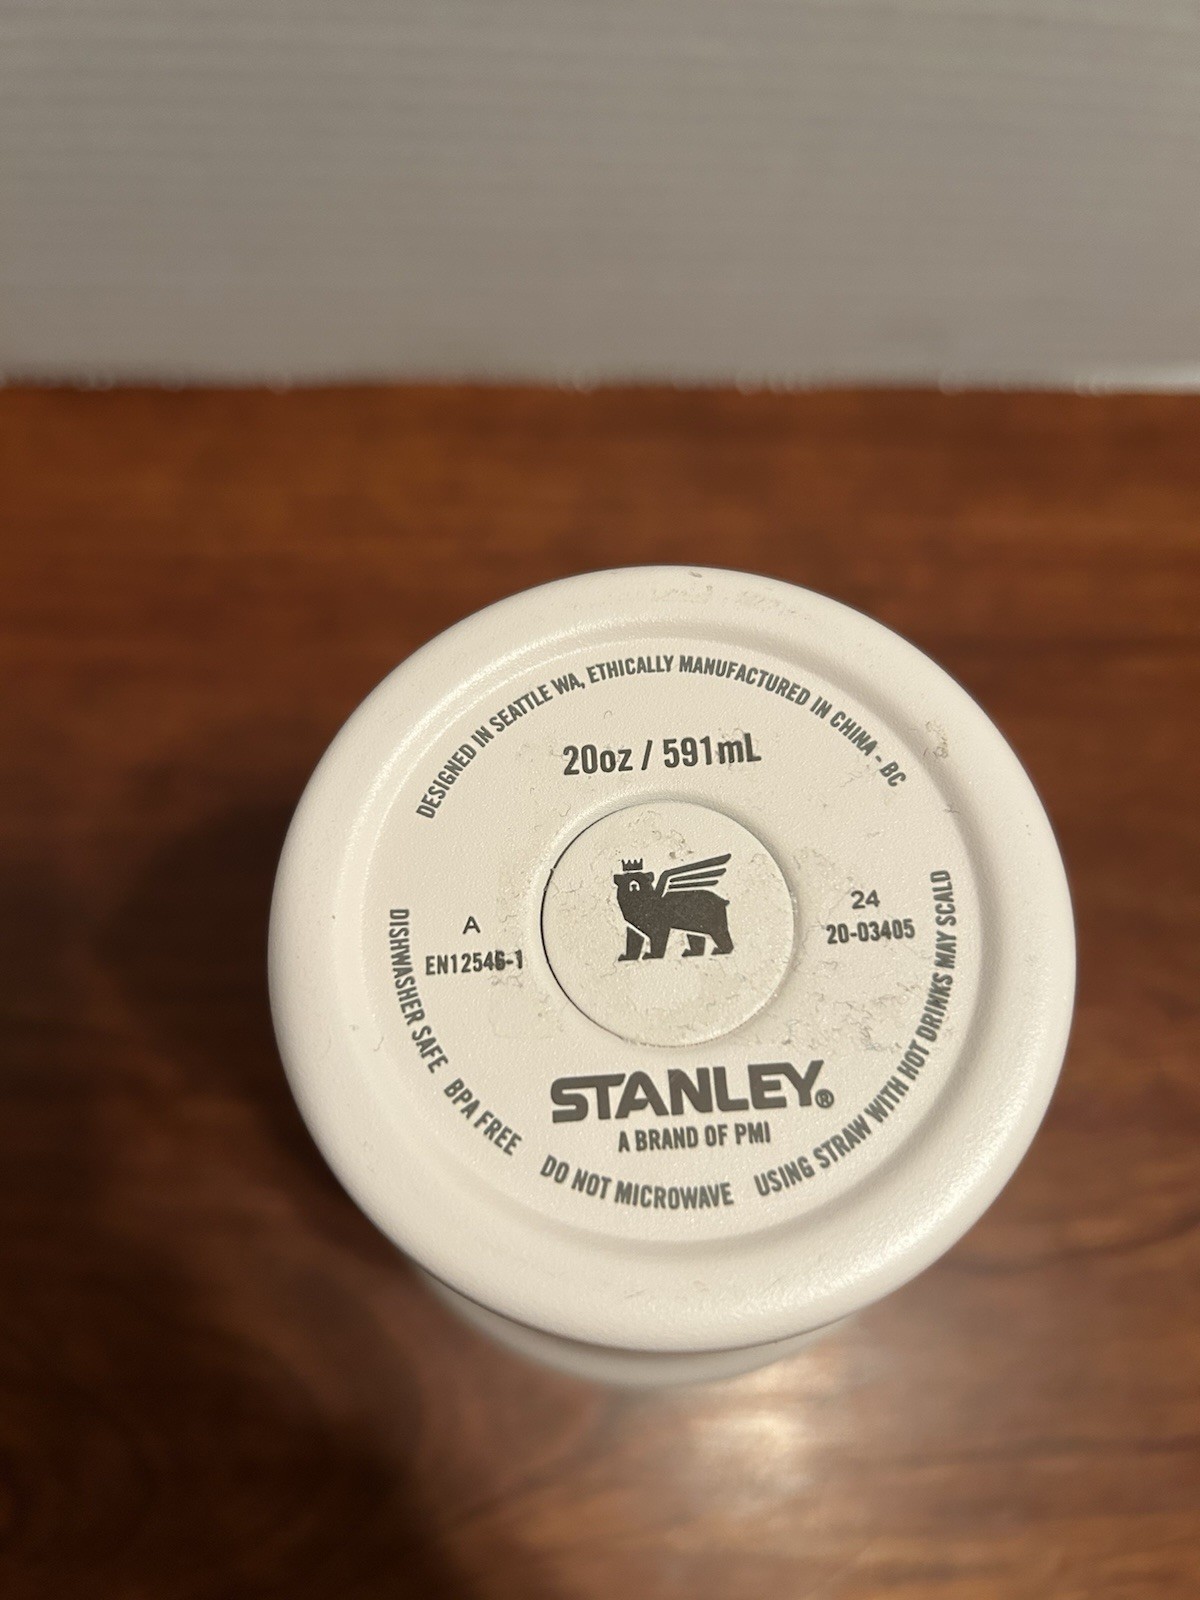 DESIGNED IN SEATTLE WA, ETHICALLY MANUFACTURED IN CHINA - BC
20oz / 591mL
A
EN12546-1
24
20-03405
STANLEY®
A BRAND OF PMI
DISHWASHER SAFE BPA FREE DO NOT MICROWAVE USING STRAW WITH HOT DRINKS MAY SCALD